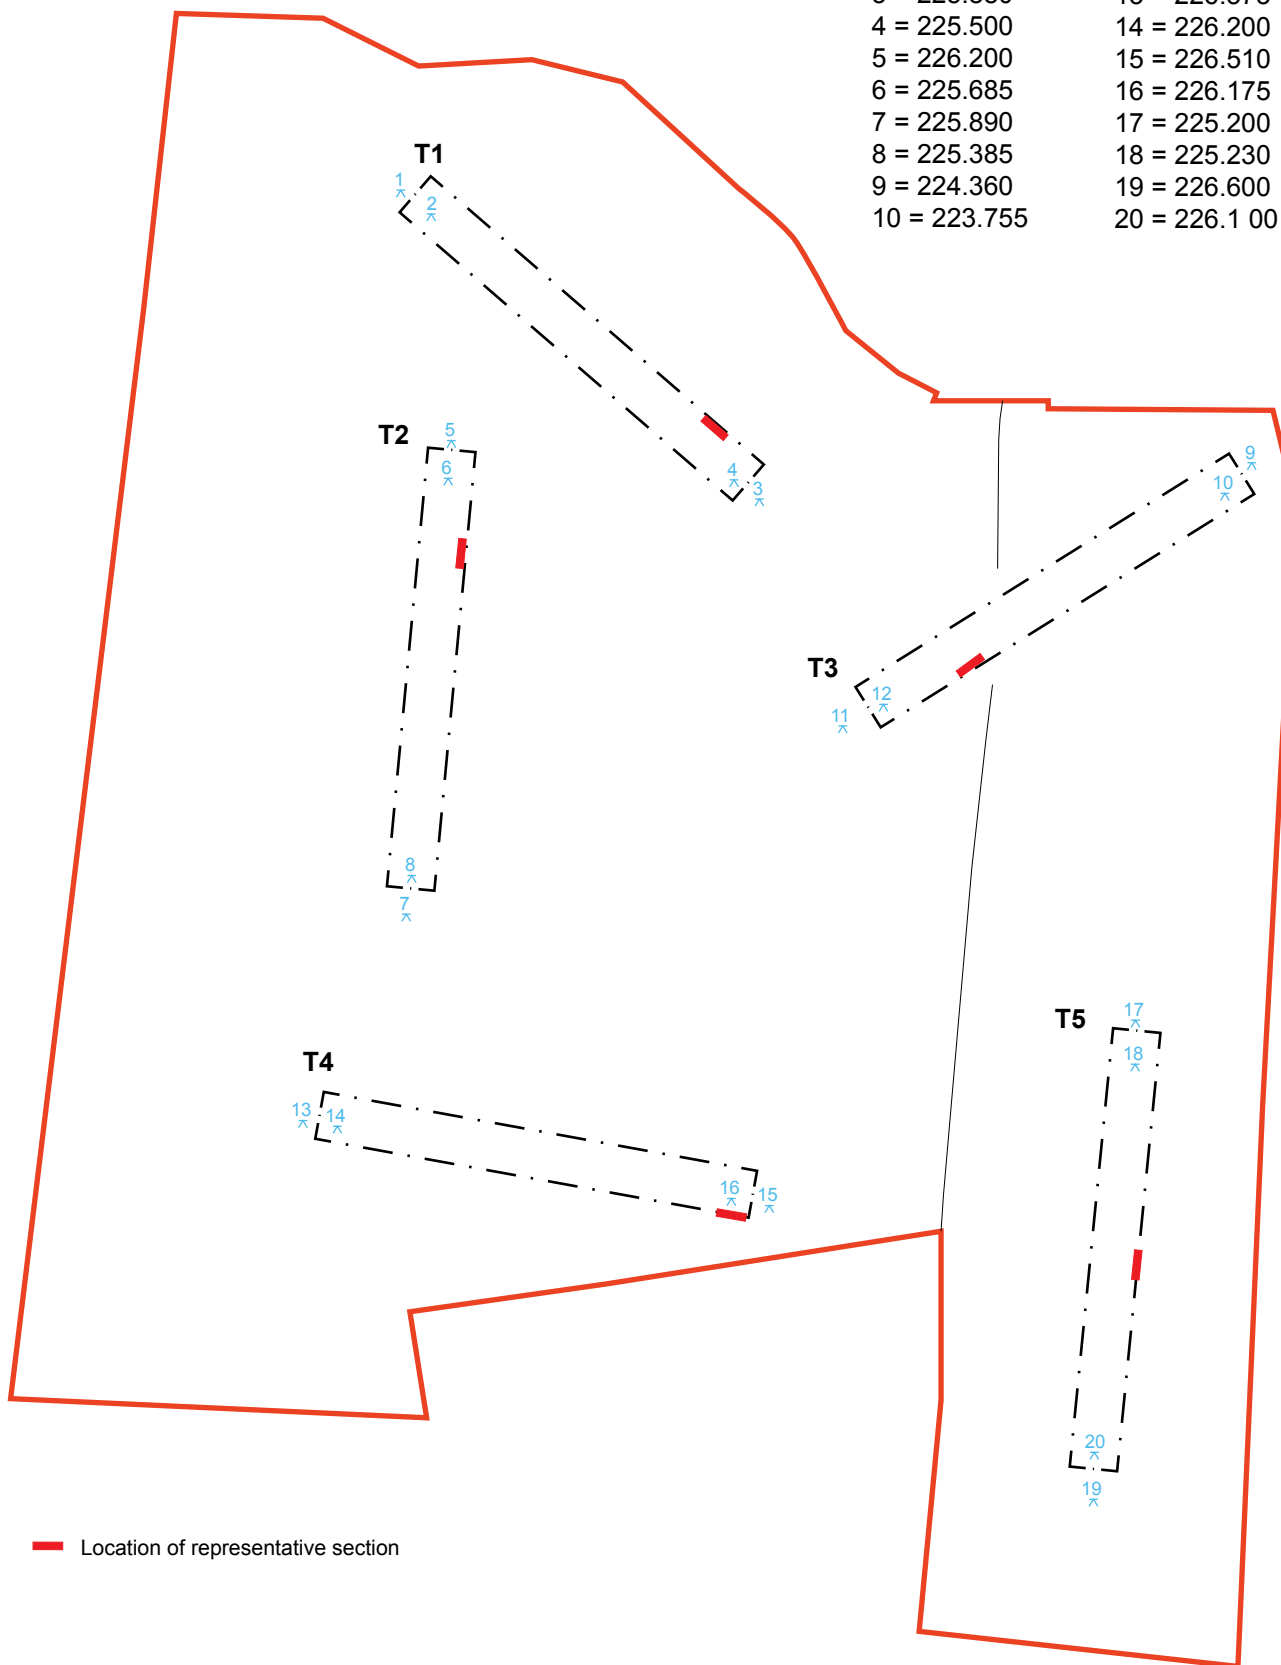 4 = 225.500
5 = 226.200
6 = 225.685
7 = 225.890
8 = 225.385
9 = 224.360
10 = 223.755
14 = 226.200
15 = 226.510
16 = 226.175
17 = 225.200
18 = 225.230
19 = 226.600
20 = 226.1 00
T1
1
2
4
3
T2
5
6
8
7
T3
9
10
12
11
T4
13
14
16
15
T5
17
18
20
19
Location of representative section